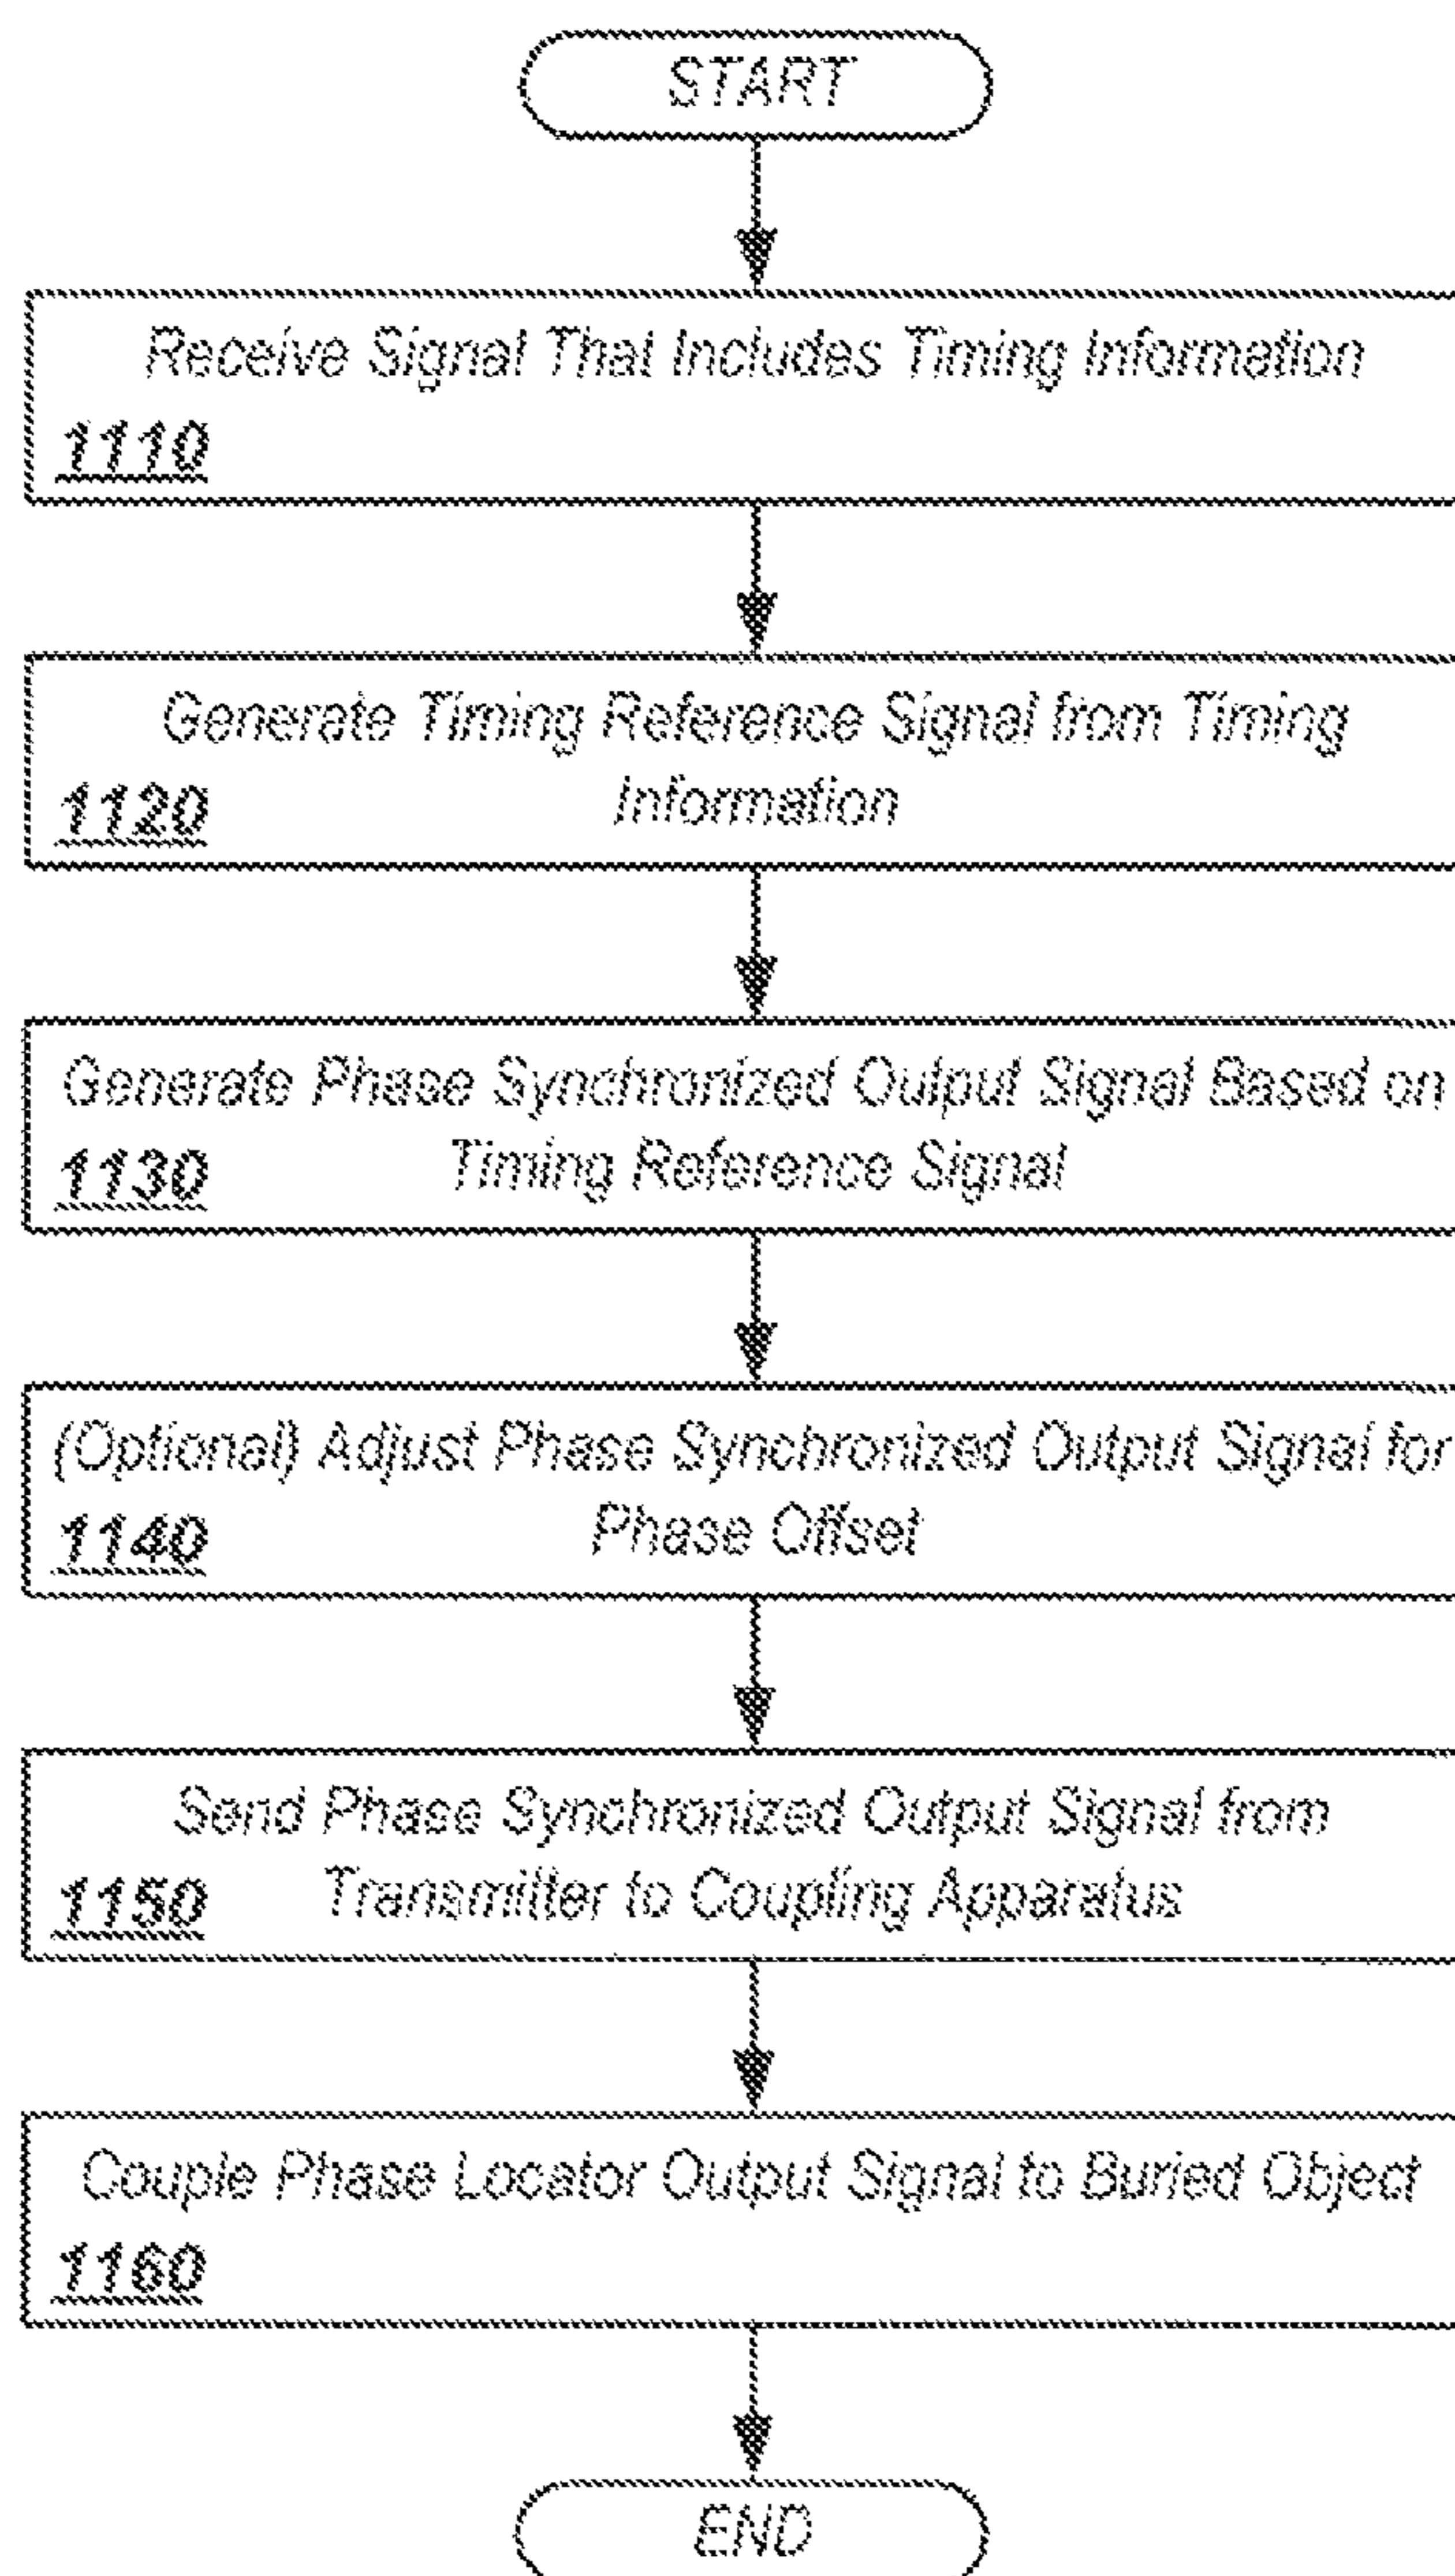 START
Receive Signal That Includes Timing Information
1110
Generate Timing Reference Signal from Timing
Information
1120
Generate Phase Synchronized Output Signal Based on
Timing Reference Signal
1130
(Optional) Adjust Phase Synchronized Output Signal for
Phase Offset
1140
Send Phase Synchronized Output Signal from
Transmitter to Coupling Apparatus
1150
Couple Phase Locator Output Signal to Buried Object
1160
END